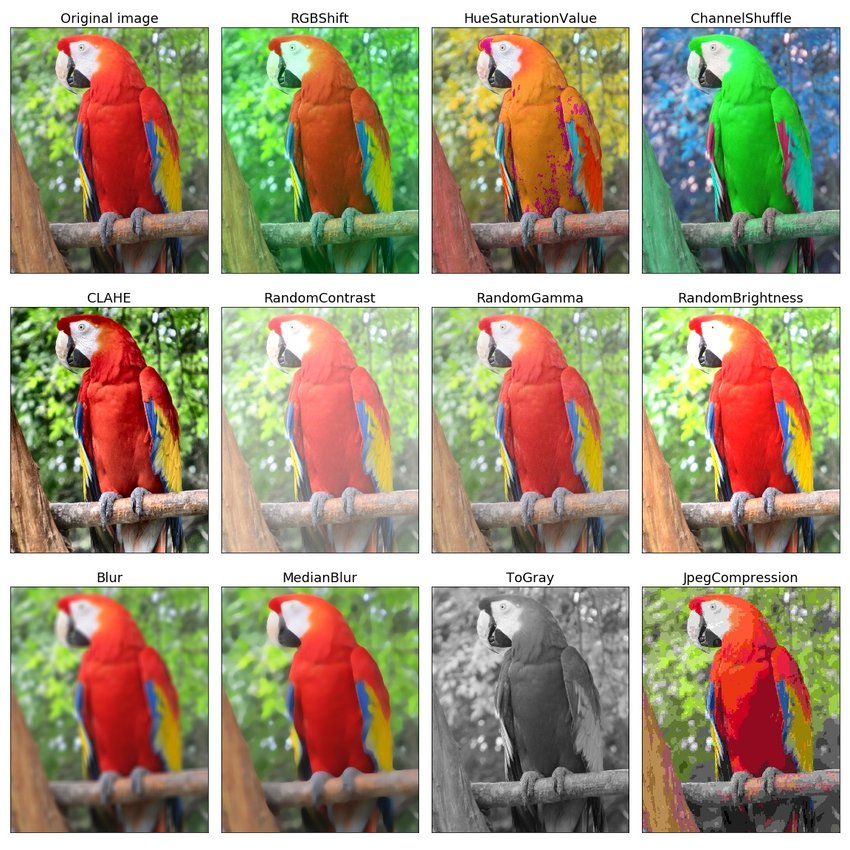 Original image
RGBShift
HueSaturationValue
ChannelShuffle
CLAHE
RandomContrast
RandomGamma
RandomBrightness
Blur
MedianBlur
ToGray
JpegCompression